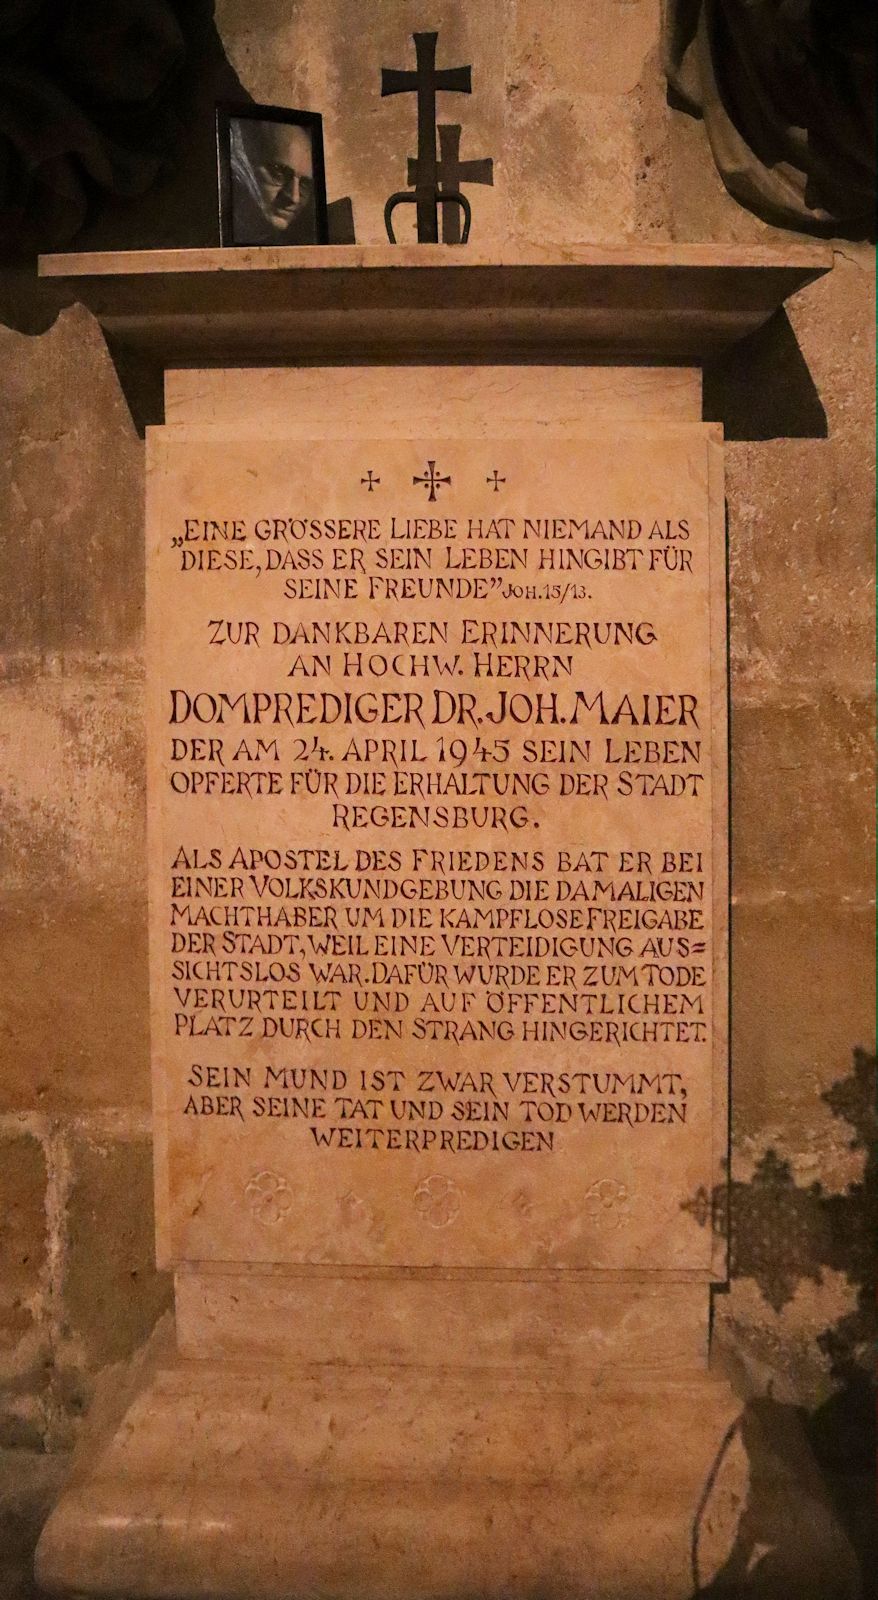 „EINE GRÖSSERE LIEBE HAT NIEMAND ALS
DIESE, DASS ER SEIN LEBEN HINGIBT FÜR
SEINE FREUNDE” JOH. 15/13.
ZUR DANKBAREN ERINNERUNG
AN HOCHW. HERRN
DOMPREDIGER DR. JOH. MAIER
DER AM 24. APRIL 1945 SEIN LEBEN
OPFERTE FÜR DIE ERHALTUNG DER STADT
REGENSBURG.
ALS APOSTEL DES FRIEDENS BAT ER BEI
EINER VOLKSKUNDGEBUNG DIE DAMALIGEN
MACHTHABER UM DIE KAMPFLOSE FREIGABE
DER STADT, WEIL EINE VERTEIDIGUNG AUS=
SICHTSLOS WAR. DAFÜR WURDE ER ZUM TODE
VERURTEILT UND AUF ÖFFENTLICHEM
PLATZ DURCH DEN STRANG HINGERICHTET.
SEIN MUND IST ZWAR VERSTUMMT,
ABER SEINE TAT UND SEIN TOD WERDEN
WEITERPREDIGEN